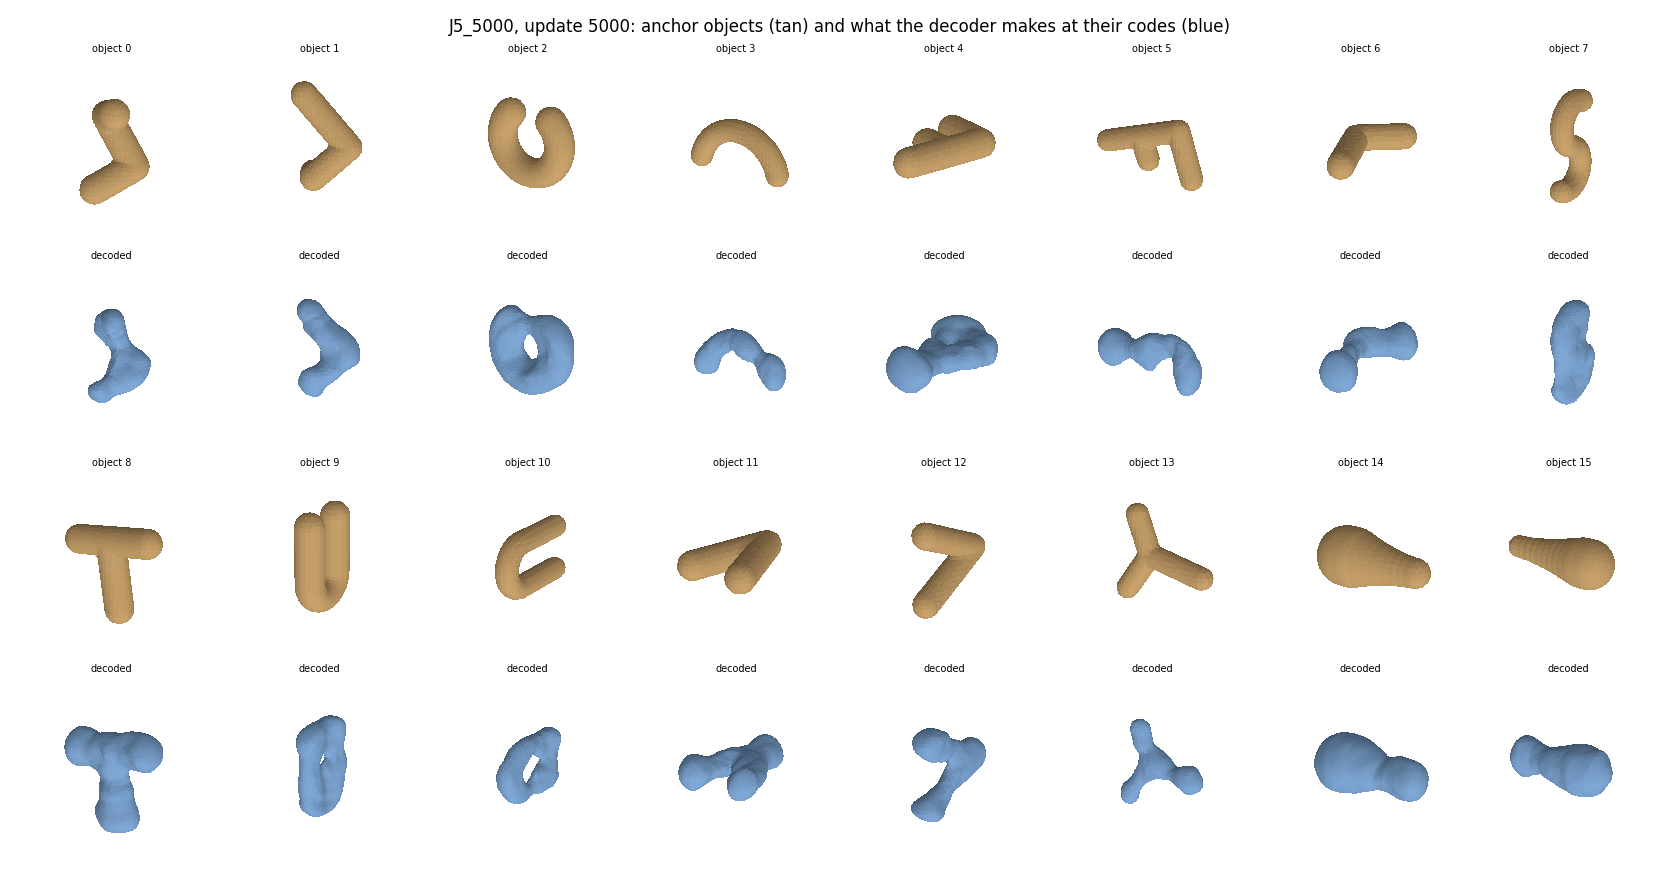 J5_5000, update 5000: anchor objects (tan) and what the decoder makes at their codes (blue)
object 0 object 1 object 2 object 3 object 4 object 5 object 6 object 7
decoded decoded decoded decoded decoded decoded decoded decoded
object 8 object 9 object 10 object 11 object 12 object 13 object 14 object 15
decoded decoded decoded decoded decoded decoded decoded decoded